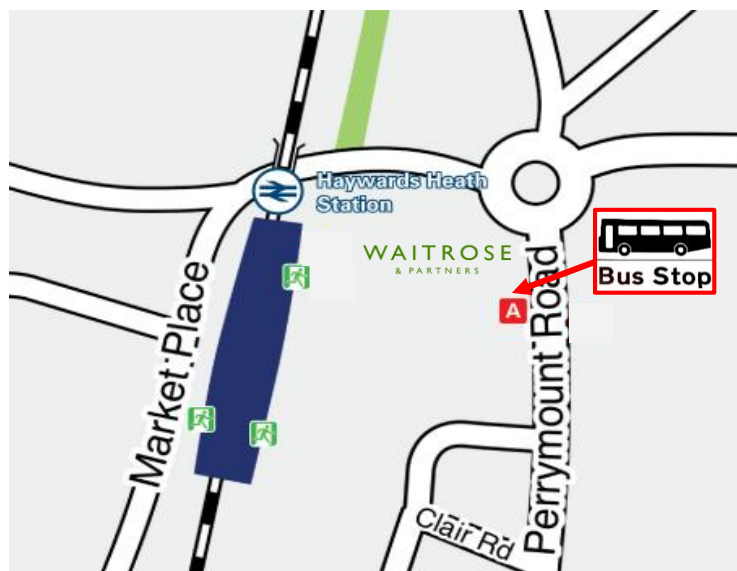 Haywards Heath
Station
WAITROSE
& PARTNERS
Bus Stop
A
Market Place
Perrymount Road
Clair Rd